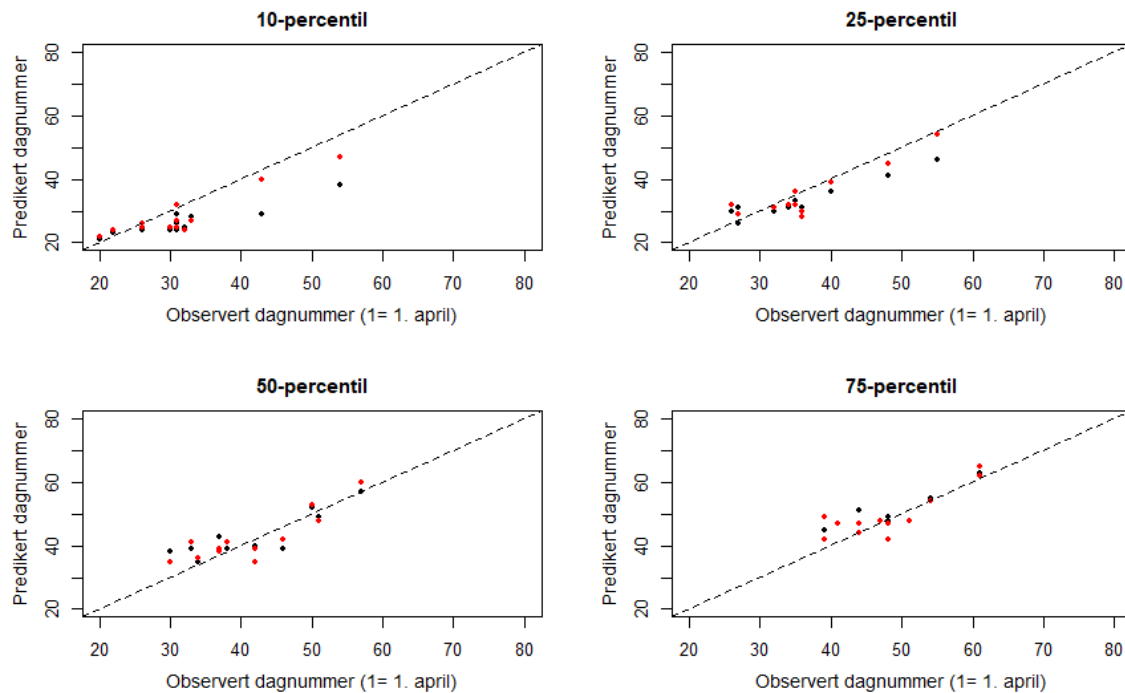 10-percentil
Predikert dagnummer
80
60
40
20
20 30 40 50 60 70 80
Observert dagnummer (1= 1. april)
25-percentil
Predikert dagnummer
80
60
40
20
20 30 40 50 60 70 80
Observert dagnummer (1= 1. april)
50-percentil
Predikert dagnummer
80
60
40
20
20 30 40 50 60 70 80
Observert dagnummer (1= 1. april)
75-percentil
Predikert dagnummer
80
60
40
20
20 30 40 50 60 70 80
Observert dagnummer (1= 1. april)